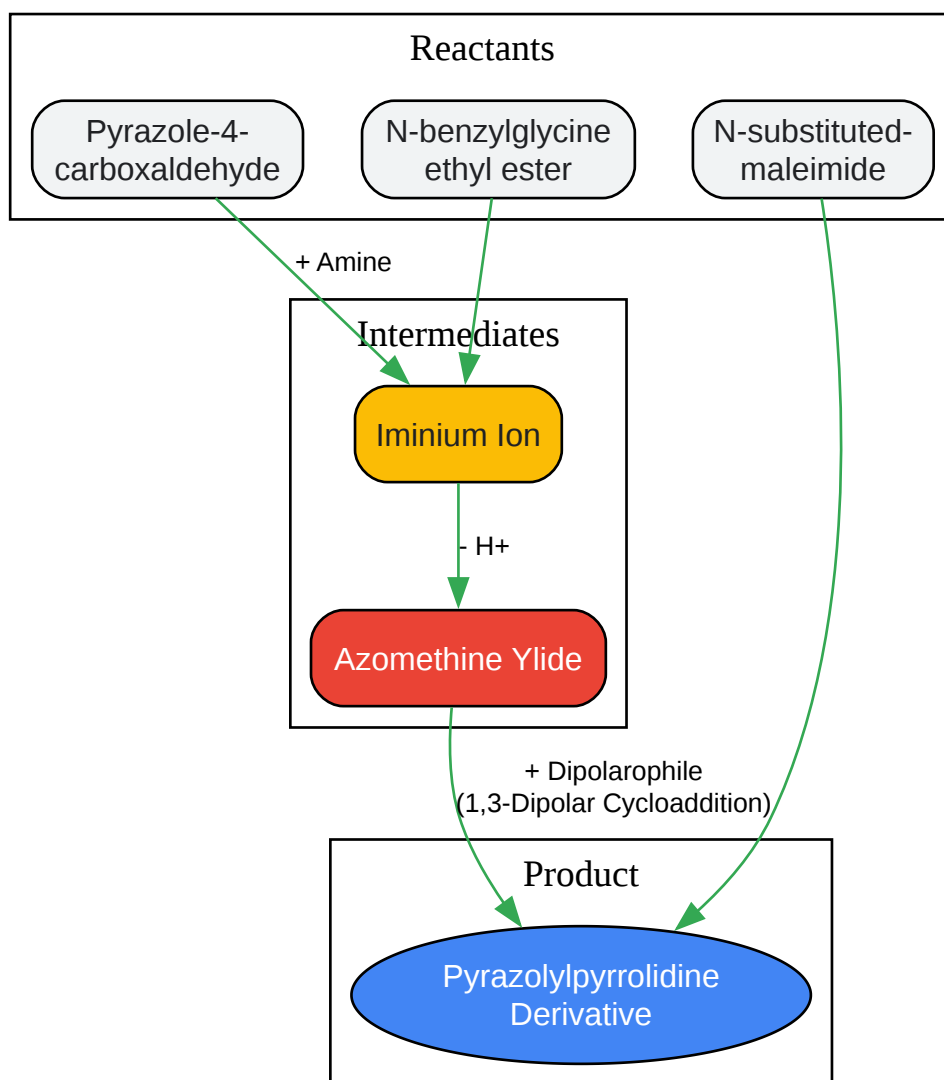 Reactants
Pyrazole-4-
carboxaldehyde
N-benzylglycine
ethyl ester
N-substituted-
maleimide
+ Amine
Intermediates
Iminium Ion
- H+
Azomethine Ylide
+ Dipolarophile
(1,3-Dipolar Cycloaddition)
Product
Pyrazolylpyrrolidine
Derivative